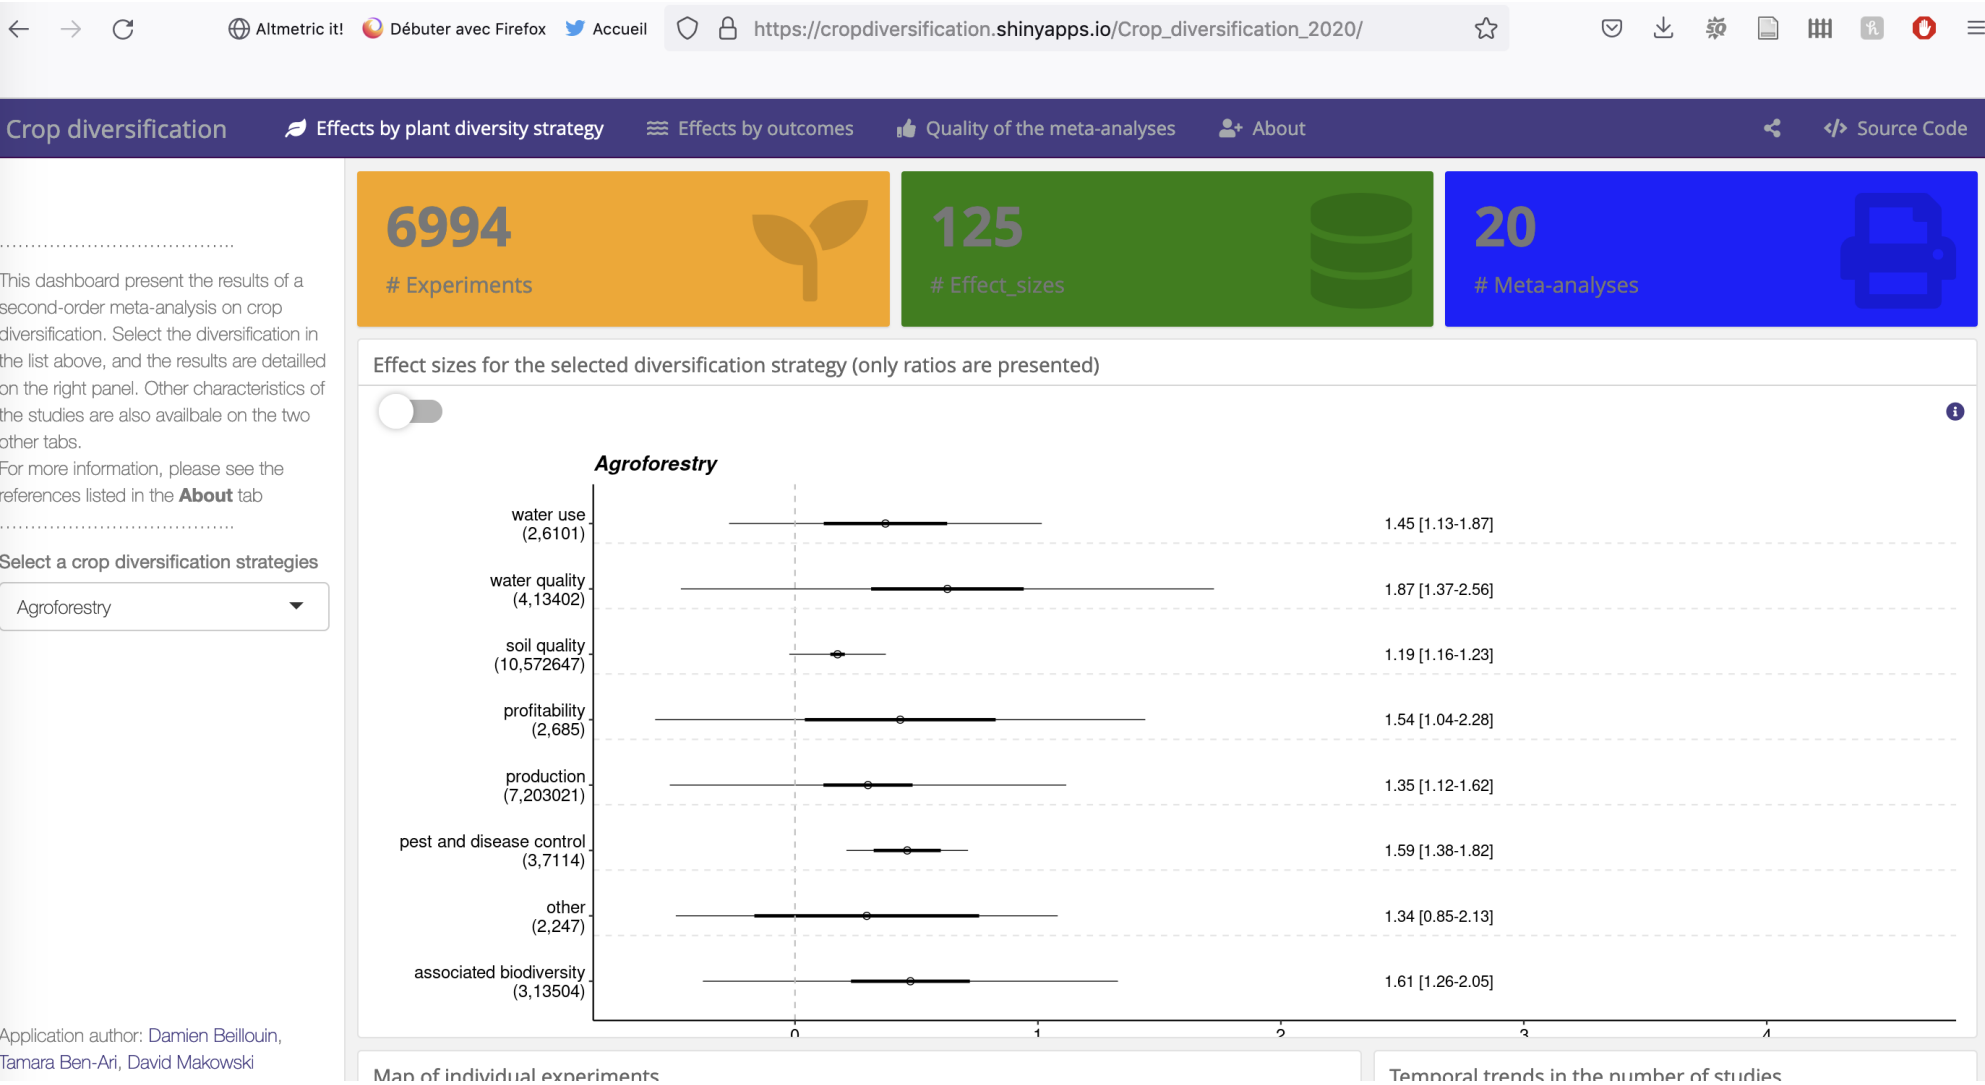 Altmetric it!
Débuter avec Firefox
Accueil
https://cropdiversification.shinyapps.io/Crop_diversification_2020/
Crop diversification
Effects by plant diversity strategy
Effects by outcomes
Quality of the meta-analyses
About
Source Code
......................................
This dashboard present the results of a
second-order meta-analysis on crop
diversification. Select the diversification in
the list above, and the results are detailled
on the right panel. Other characteristics of
the studies are also availbale on the two
other tabs.
For more information, please see the
references listed in the About tab
......................................
Select a crop diversification strategies
Agroforestry
Application author: Damien Beillouin,
Tamara Ben-Ari, David Makowski
6994
# Experiments
125
# Effect_sizes
20
# Meta-analyses
Effect sizes for the selected diversification strategy (only ratios are presented)
Agroforestry
water use
(2,6101)
1.45 [1.13-1.87]
water quality
(4,13402)
1.87 [1.37-2.56]
soil quality
(10,572647)
1.19 [1.16-1.23]
profitability
(2,685)
1.54 [1.04-2.28]
production
(7,203021)
1.35 [1.12-1.62]
pest and disease control
(3,7114)
1.59 [1.38-1.82]
other
(2,247)
1.34 [0.85-2.13]
associated biodiversity
(3,13504)
1.61 [1.26-2.05]
0 1 2 3 4
Map of individual experiments
Temporal trends in the number of studies